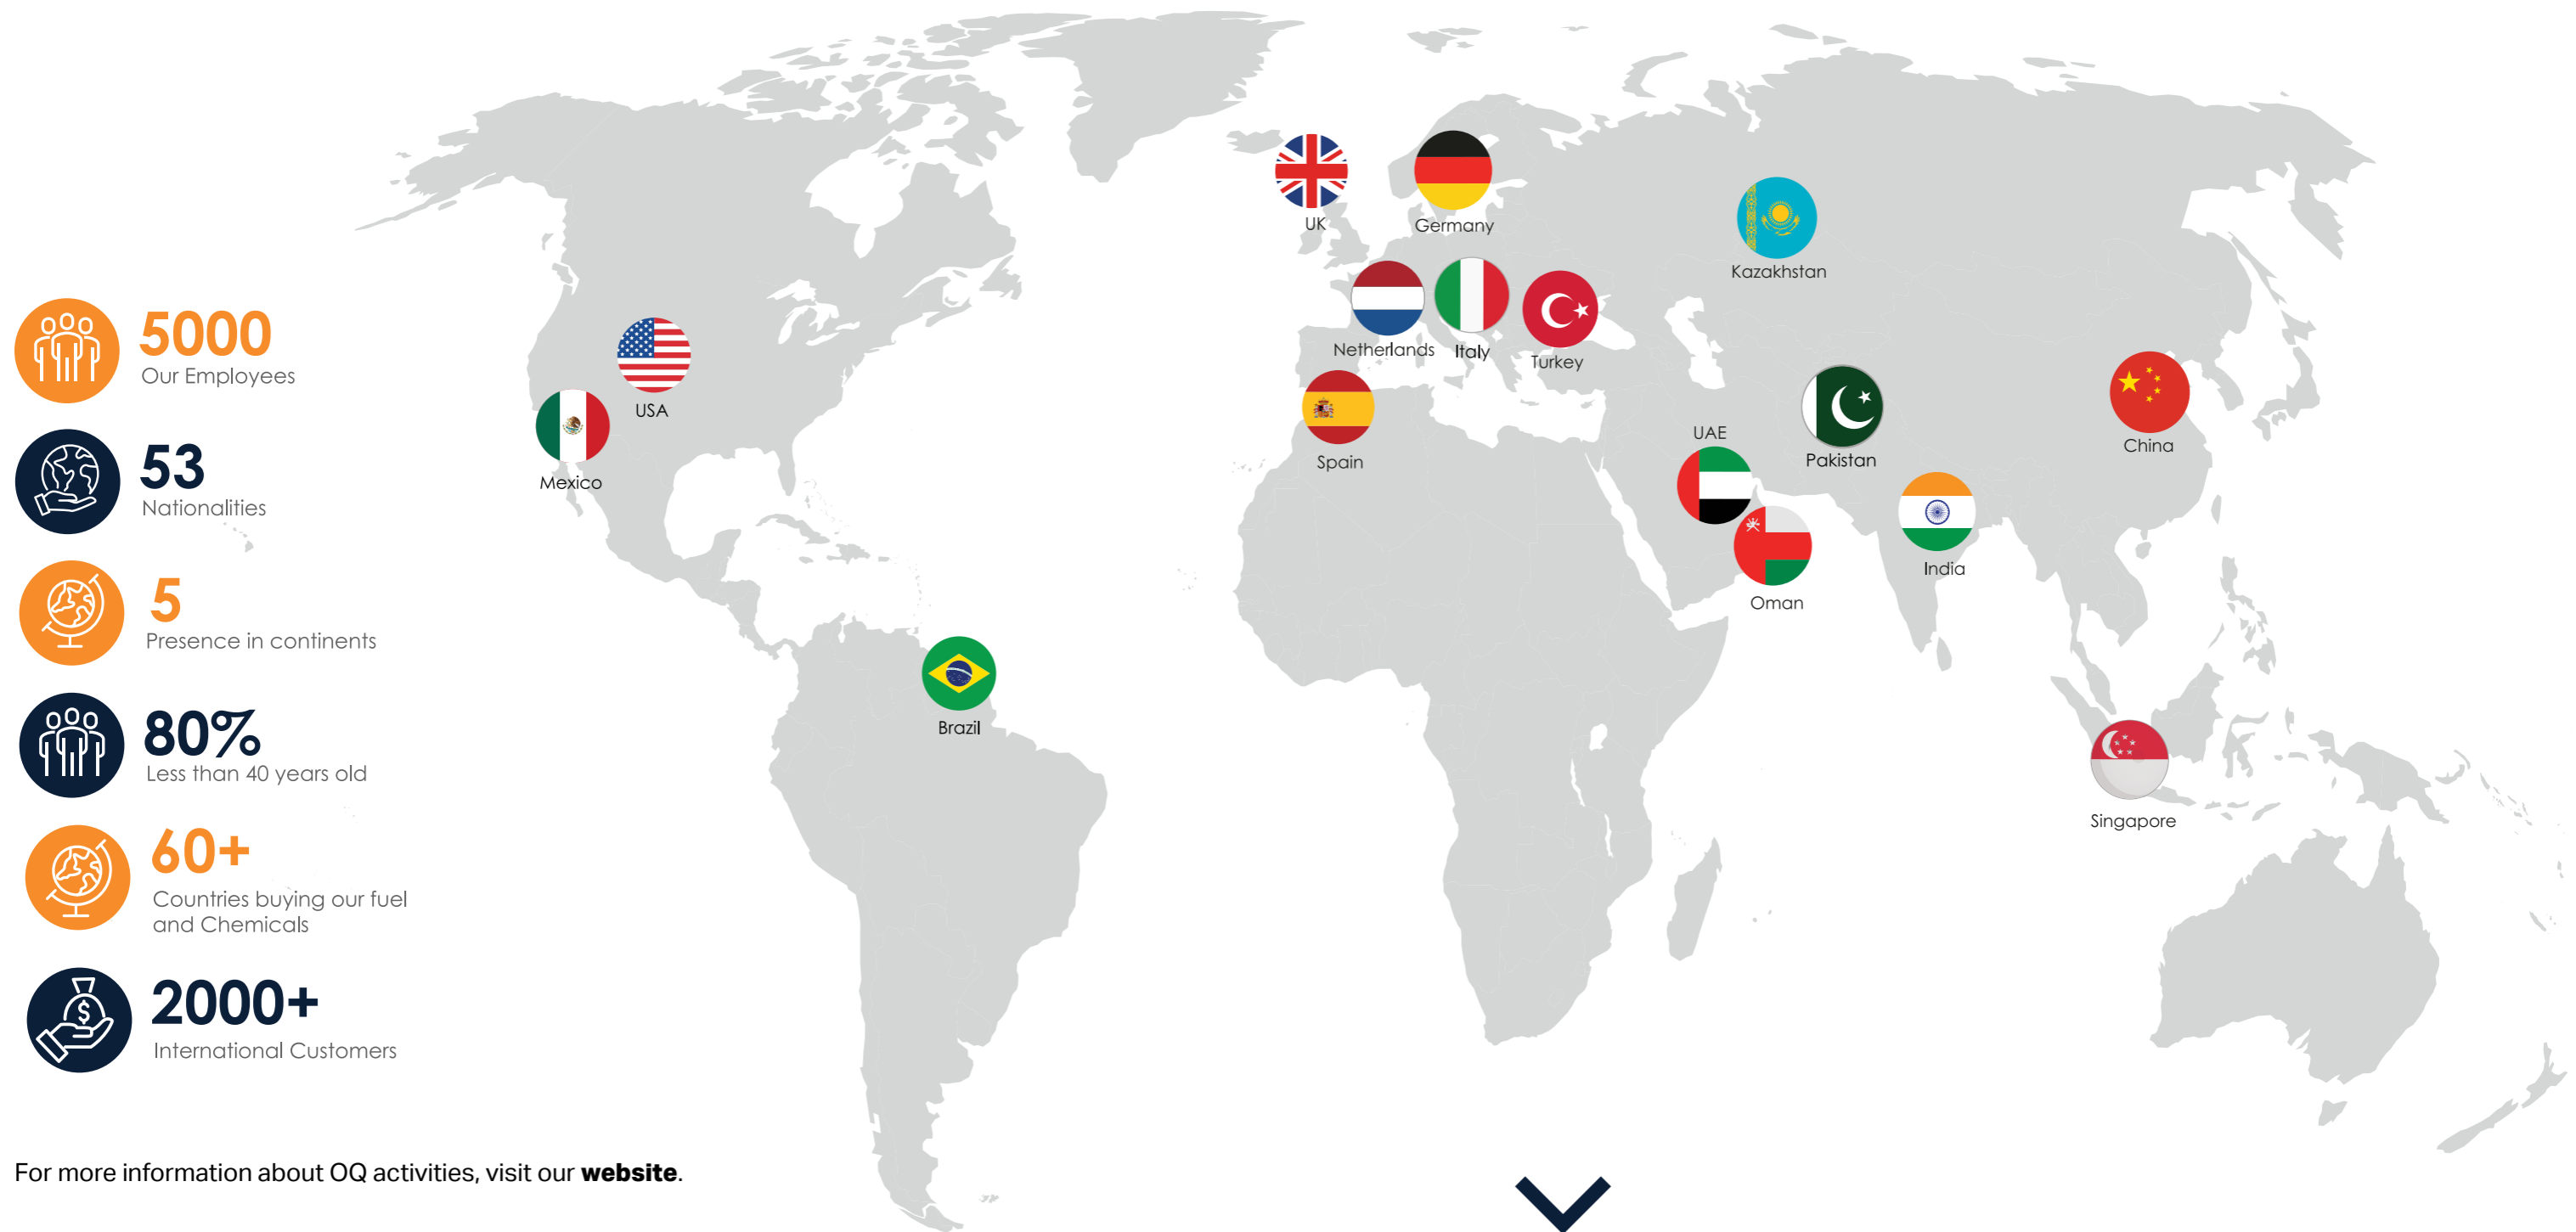 5000
Our Employees
53
Nationalities
5
Presence in continents
80%
Less than 40 years old
60+
Countries buying our fuel
and Chemicals
2000+
International Customers
UK
Germany
Kazakhstan
Netherlands
Italy
Turkey
USA
Mexico
Spain
UAE
Pakistan
China
India
Oman
Brazil
Singapore
For more information about OQ activities, visit our website.